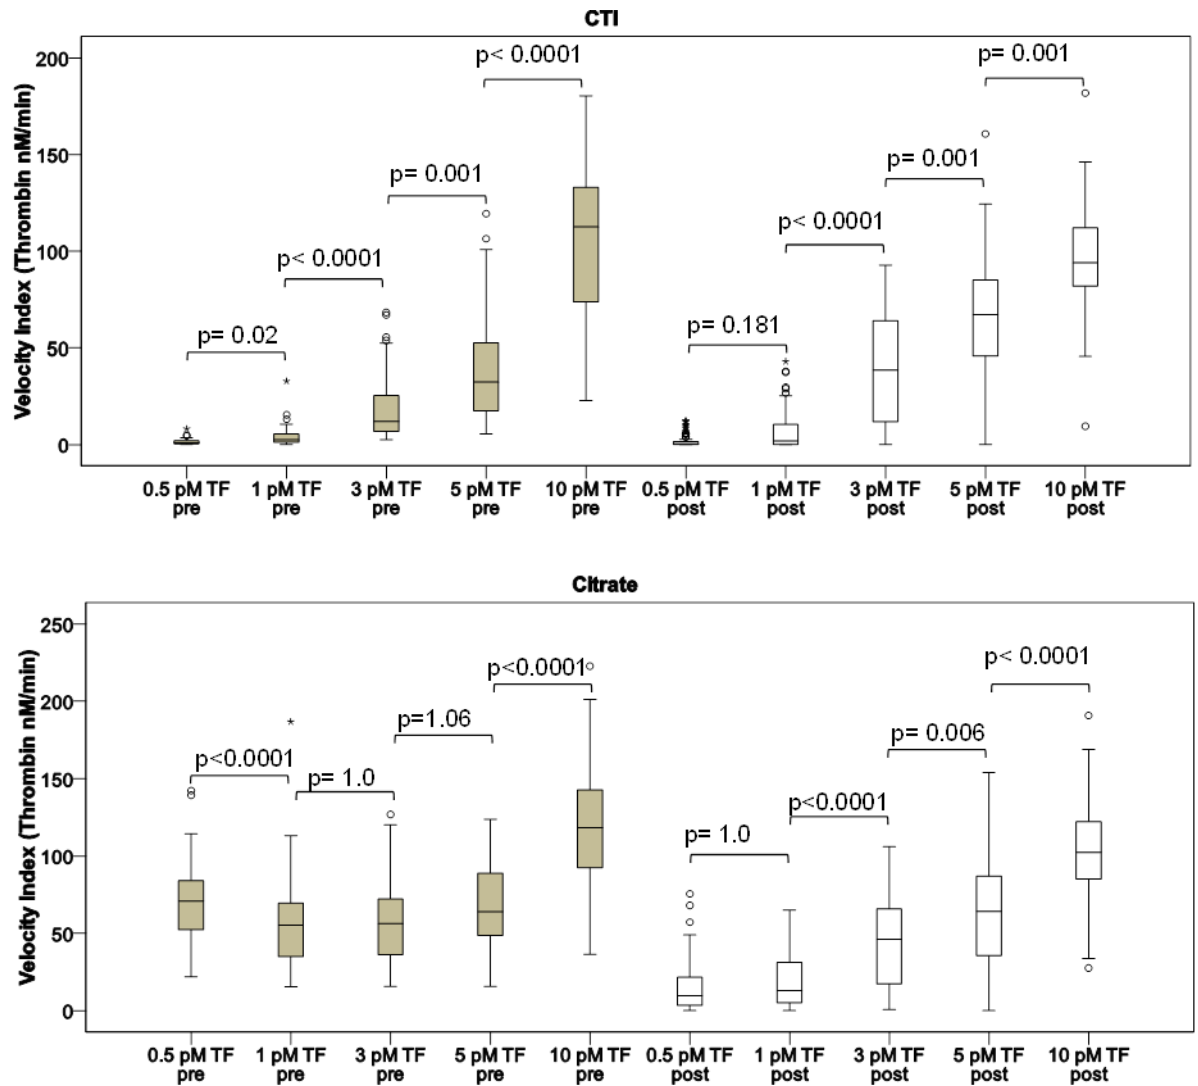 CTI
Velocity Index (Thrombin nM/min)
200
150
100
50
0
p= 0.02
p< 0.0001
p= 0.001
p< 0.0001
p= 0.181
p< 0.0001
p= 0.001
p= 0.001
0.5 pM TF pre
1 pM TF pre
3 pM TF pre
5 pM TF pre
10 pM TF pre
0.5 pM TF post
1 pM TF post
3 pM TF post
5 pM TF post
10 pM TF post
Citrate
Velocity Index (Thrombin nM/min)
250
200
150
100
50
0
p<0.0001
p= 1.0
p=1.06
p<0.0001
p= 1.0
p<0.0001
p= 0.006
p< 0.0001
0.5 pM TF pre
1 pM TF pre
3 pM TF pre
5 pM TF pre
10 pM TF pre
0.5 pM TF post
1 pM TF post
3 pM TF post
5 pM TF post
10 pM TF post